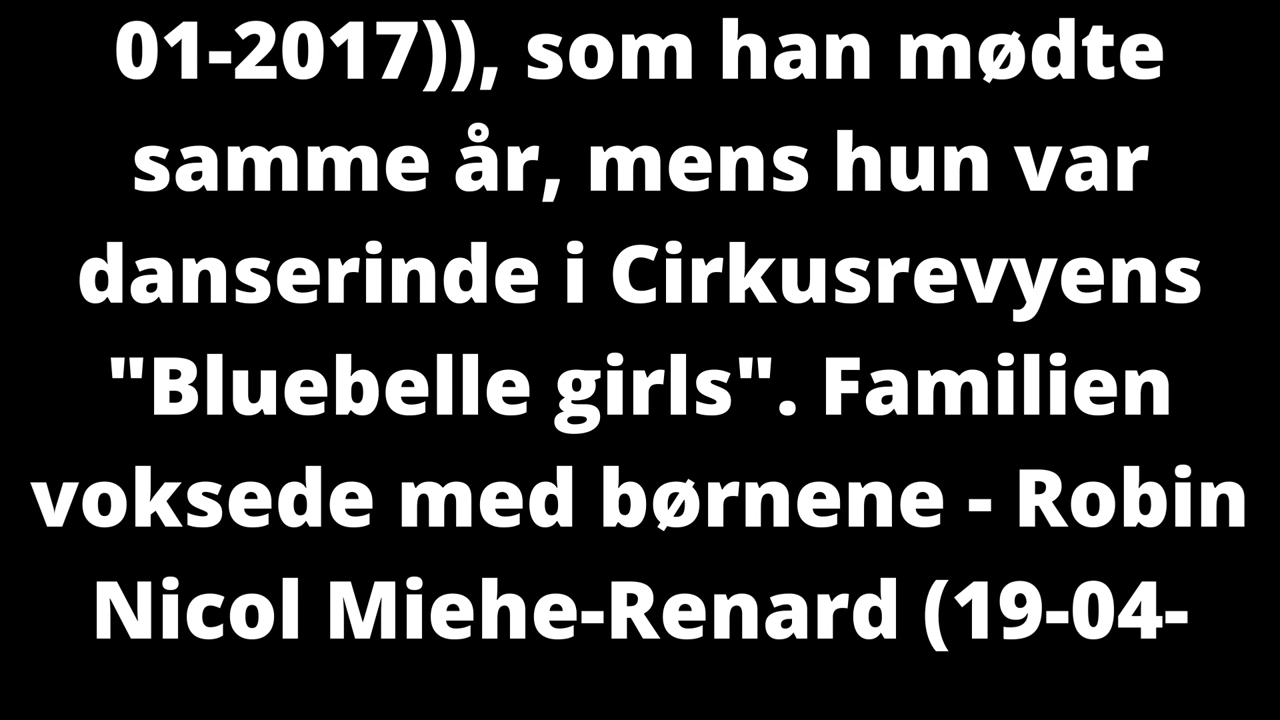 01-2017)), som han mødte
samme år, mens hun var
danserinde i Cirkusrevyens
"Bluebelle girls". Familien
voksede med børnene - Robin
Nicol Miehe-Renard (19-04-